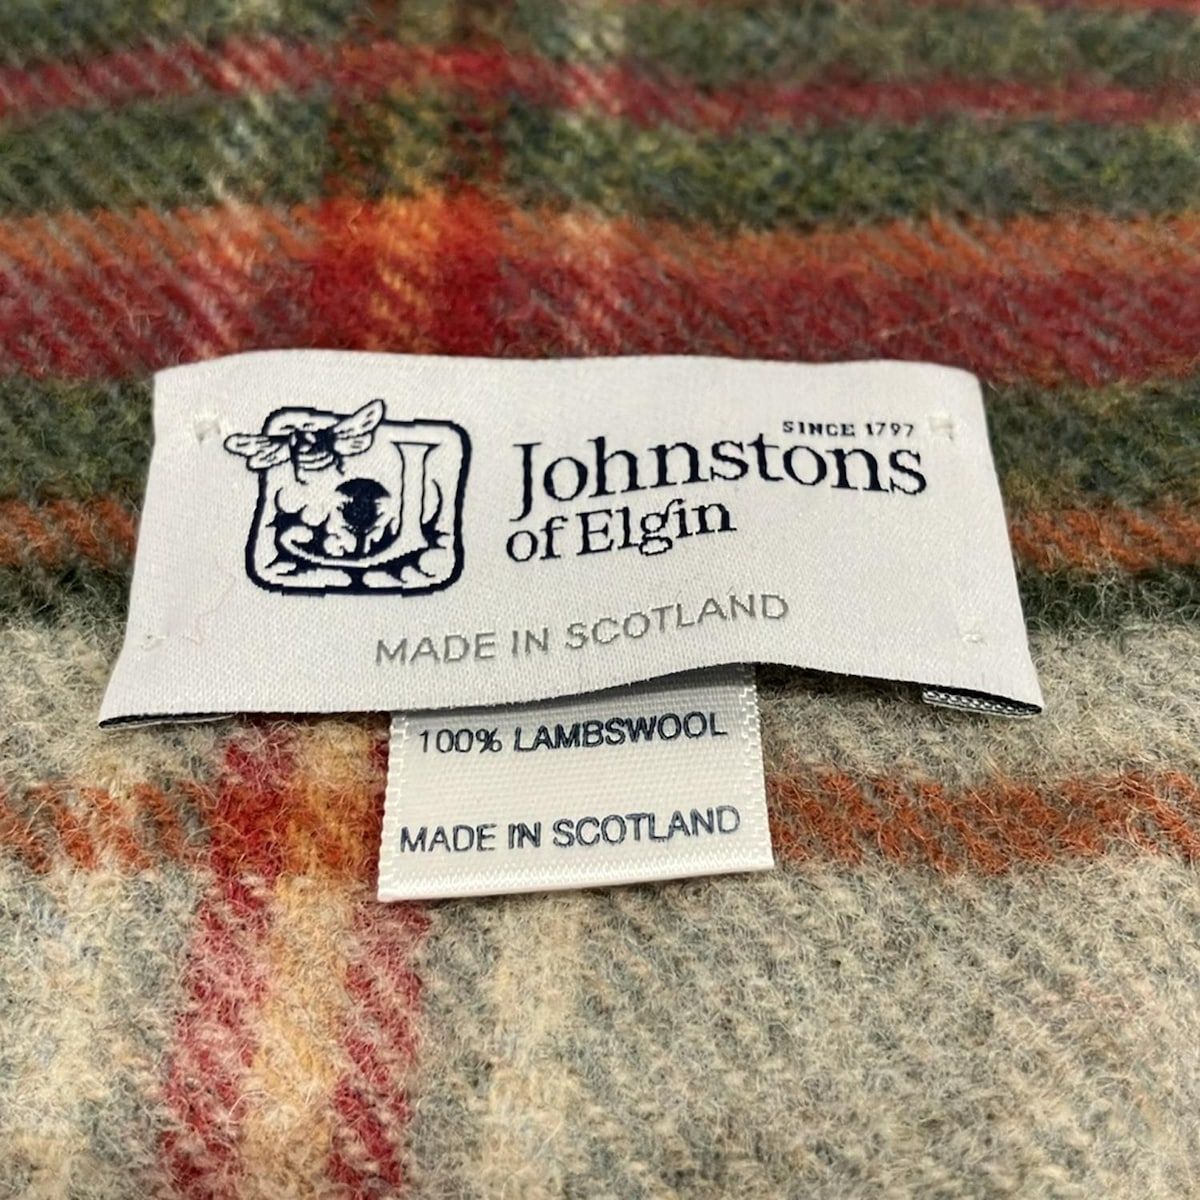 SINCE 1797
Johnstons
of Elgin
MADE IN SCOTLAND
100% LAMBSWOOL
MADE IN SCOTLAND